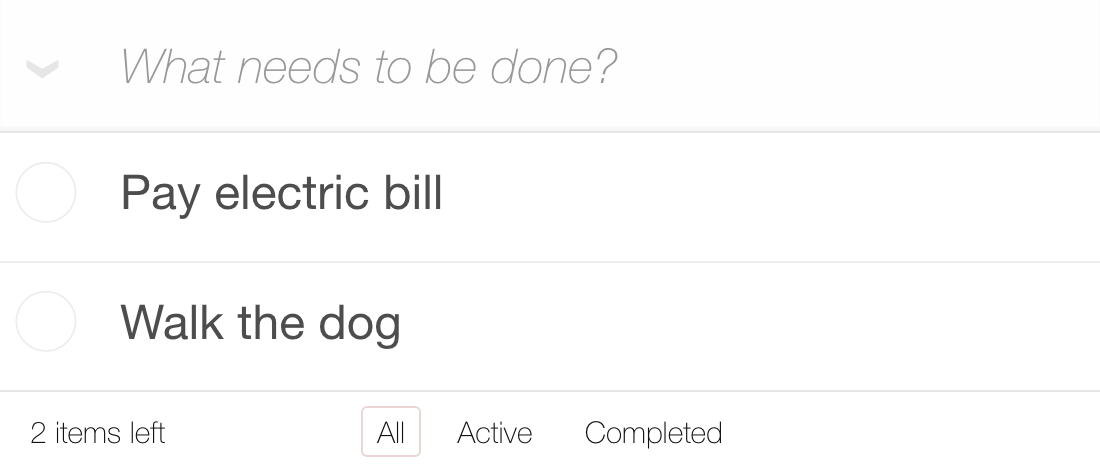 What needs to be done?
Pay electric bill
Walk the dog
2 items left All Active Completed